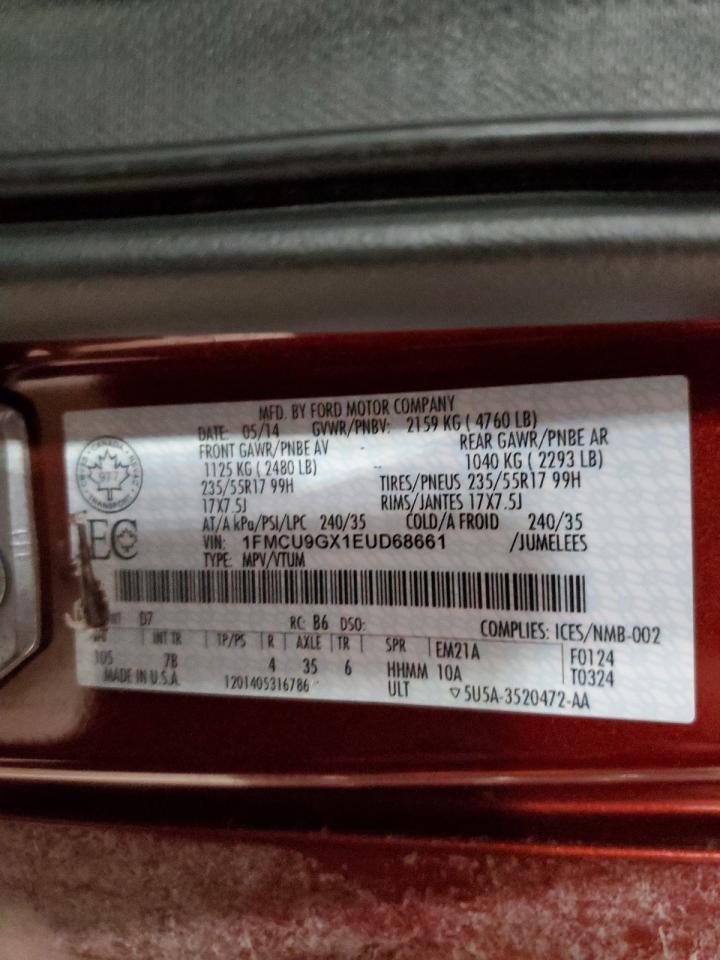 MFD. BY FORD MOTOR COMPANY
DATE: 05/14 GVWR/PNBV: 2159 KG ( 4760 LB)
FRONT GAWR/PNBE AV REAR GAWR/PNBE AR
1125 KG ( 2480 LB) 1040 KG ( 2293 LB)
235/55R17 99H TIRES/PNEUS 235/55R17 99H
17X7.5J RIMS/JANTES 17X7.5J
AT/A kPa/PSI/LPC 240/35 COLD/A FROID 240/35
VIN: 1FMCU9GX1EUD68661 /JUMELEES
TYPE: MPV/VTUM
CANADA
977
TRANSPORT
EC
D7 RC: B6 DSO: COMPLIES: ICES/NMB-002
INT TR TP/PS R AXLE TR SPR EM21A F0124
105 7B 4 35 6 HHMM 10A T0324
MADE IN U.S.A. 1201405316786 ULT ▽5U5A-3520472-AA